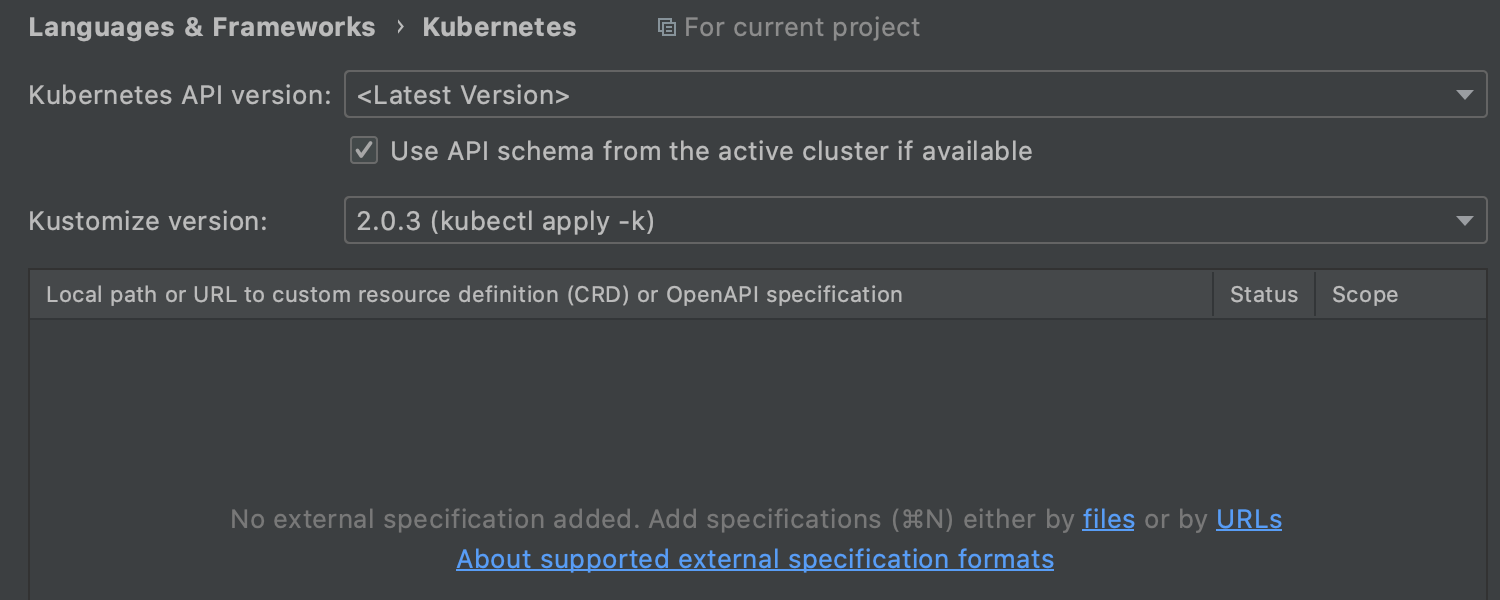 Languages & Frameworks › Kubernetes For current project
Kubernetes API version: <Latest Version>
Use API schema from the active cluster if available
Kustomize version: 2.0.3 (kubectl apply -k)
Local path or URL to custom resource definition (CRD) or OpenAPI specification Status Scope
No external specification added. Add specifications (⌘N) either by files or by URLs
About supported external specification formats